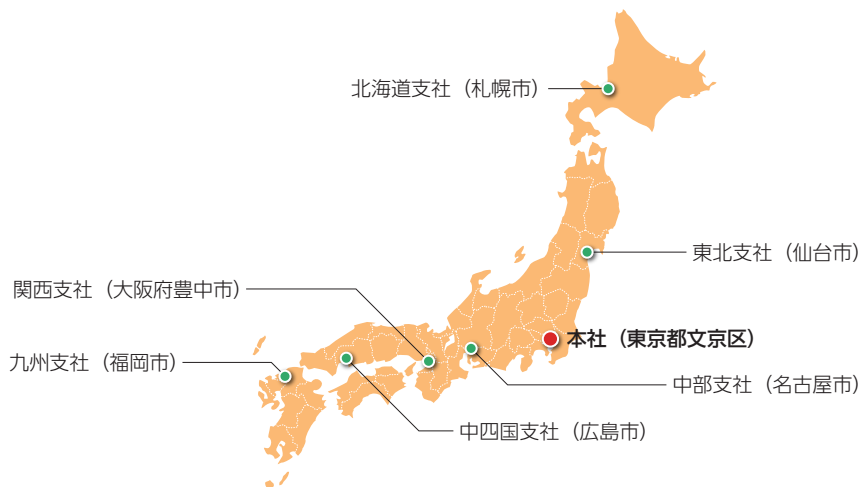 北海道支社（札幌市）
東北支社（仙台市）
関西支社（大阪府豊中市）
本社（東京都文京区）
九州支社（福岡市）
中部支社（名古屋市）
中四国支社（広島市）